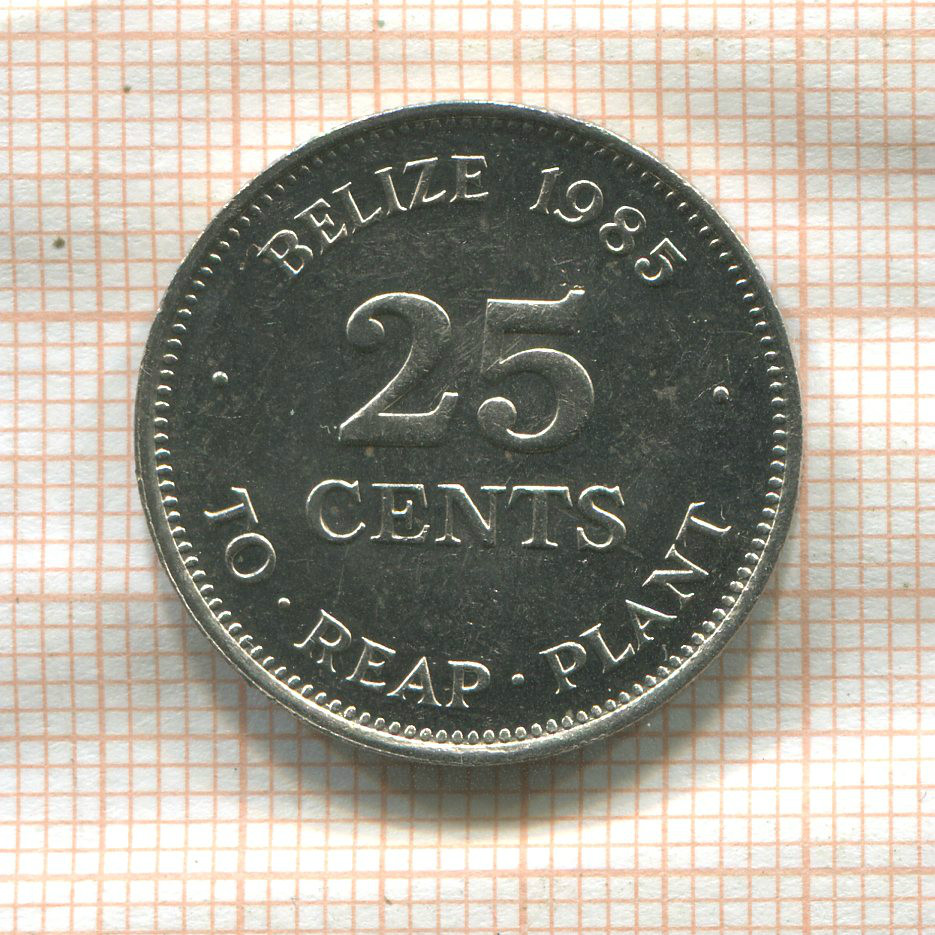 BELIZE 1985
25
CENTS
TO · REAP · PLANT